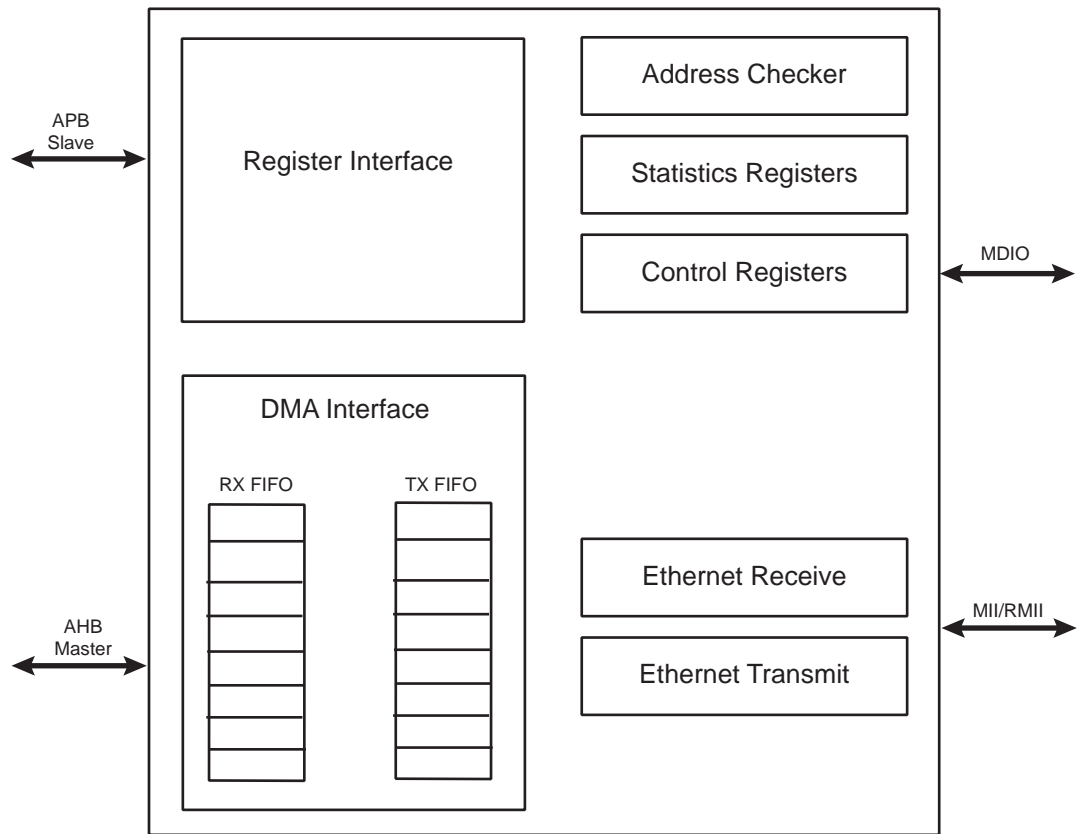 Address Checker
APB
Slave
Register Interface
Statistics Registers
Control Registers
MDIO
DMA Interface
RX FIFO
TX FIFO
Ethernet Receive
AHB
Master
MII/RMII
Ethernet Transmit